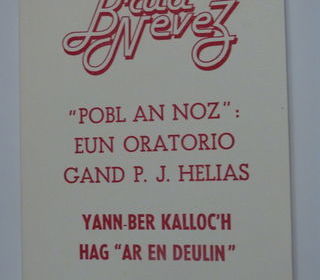 Brud
Nevez
"POBL AN NOZ" :
EUN ORATORIO
GAND P. J. HELIAS
YANN-BER KALLOC'H
HAG "AR EN DEULIN"